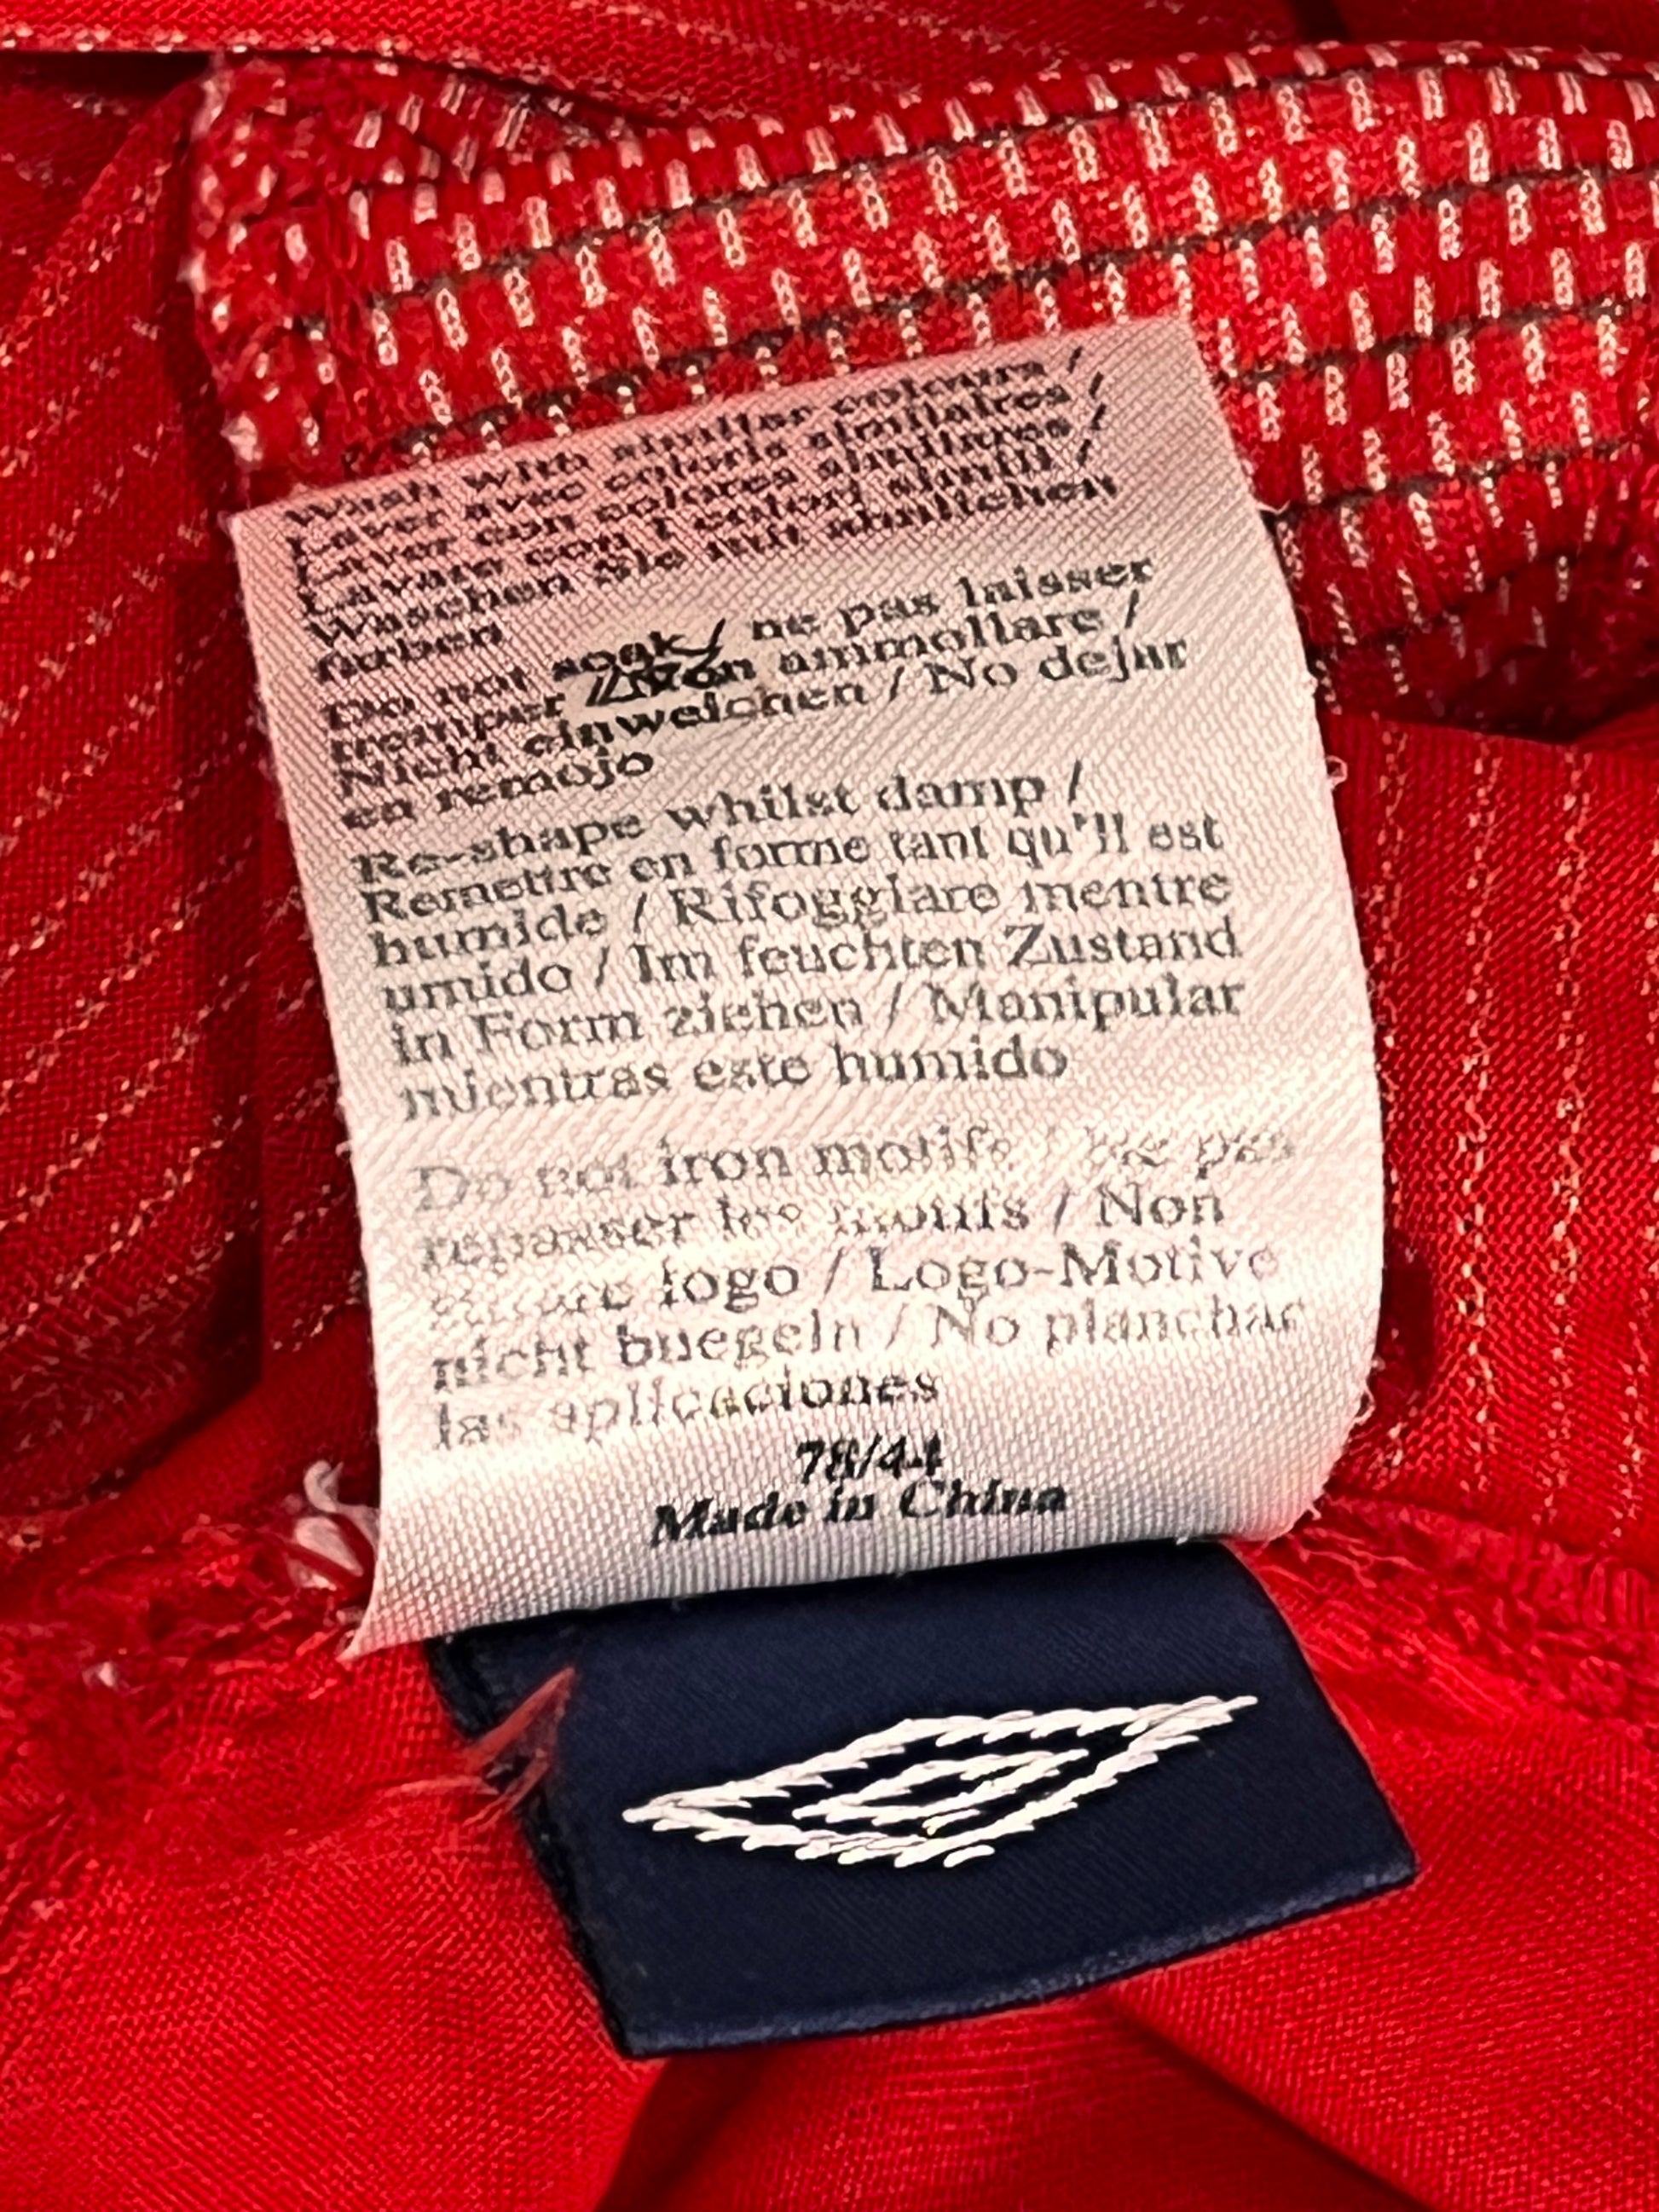 Wash with similar colours /
Laver avec coloris similaires /
Lavar con colores similares /
Lavare con i colori simili /
Waschen Sie mit ähnlichen
farben
Do not soak / ne pas laisser
tremper / Non ammollare /
Nicht einweichen / No dejar
en remojo
Re-shape whilst damp /
Remettre en forme tant qu'il est
humide / Rifoggiare mentre
umido / Im feuchten Zustand
in Form ziehen / Manipular
mientras este humido
Do not iron motifs / Ne pas
repasser les motifs / Non
logo / Logo-Motive
nicht buegeln / No planchar
las aplicaciones
78/44
Made in China